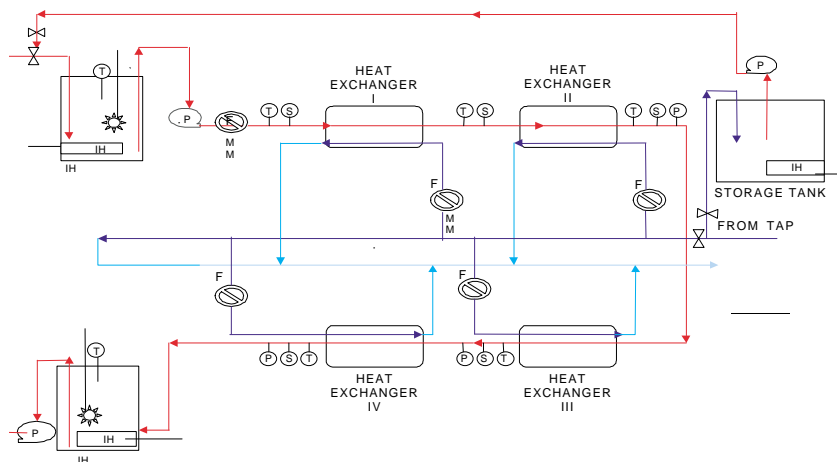 P
T
HEAT
EXCHANGER
I
HEAT
EXCHANGER
II
. P
F
M
M
T S
T S
T S P
IH
IH
IH
STORAGE TANK
F
M
M
F
FROM TAP
F
F
T
P S T
P S T
HEAT
EXCHANGER
IV
HEAT
EXCHANGER
III
P
IH
IH